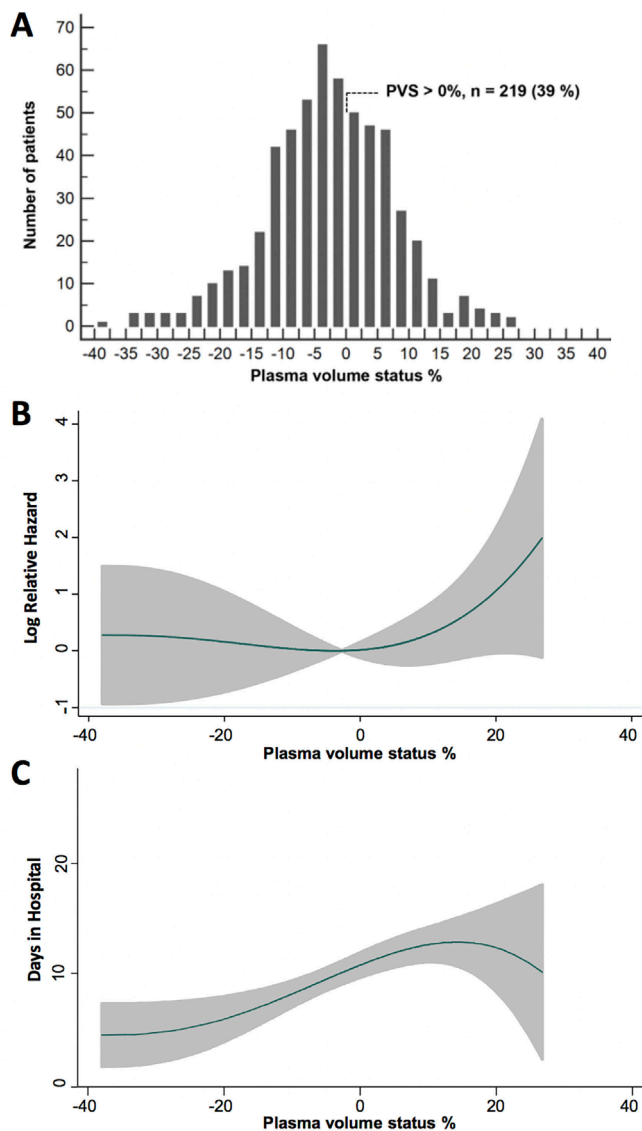 A
70
60
50
40
30
20
10
0
Number of patients
PVS > 0%, n = 219 (39 %)
-40 -35 -30 -25 -20 -15 -10 -5 0 5 10 15 20 25 30 35 40
Plasma volume status %
B
4
3
2
1
0
-1
Log Relative Hazard
-40 -20 0 20 40
Plasma volume status %
C
20
10
0
Days in Hospital
-40 -20 0 20 40
Plasma volume status %